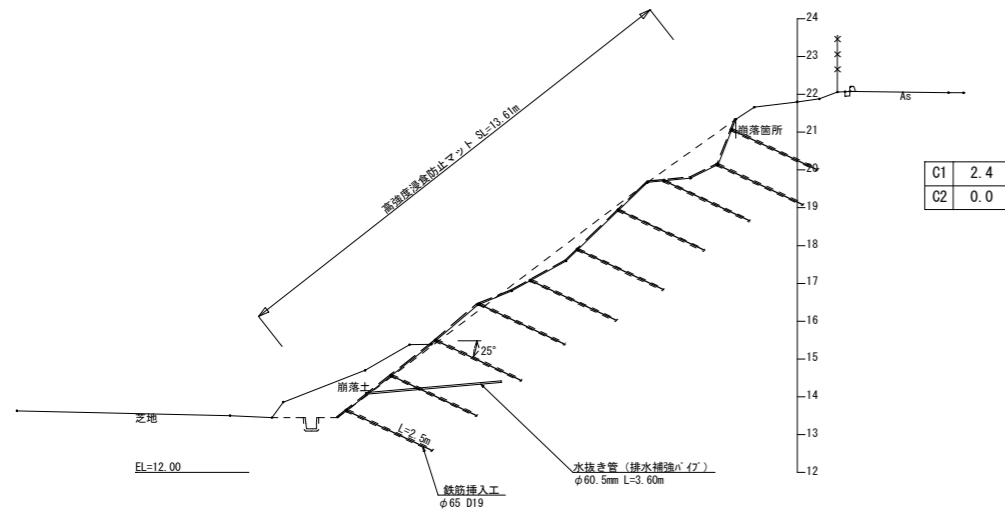 24
23
22
21
20
19
18
17
16
15
14
13
12
As
崩落箇所
C1 2.4
C2 0.0
高強度浸食防止マット SL=13.61m
25°
崩落土
芝地
L=2.5m
EL=12.00
水抜き管（排水補強ﾊﾟｲﾌﾟ）
φ60.5mm L=3.60m
鉄筋挿入工
φ65 D19